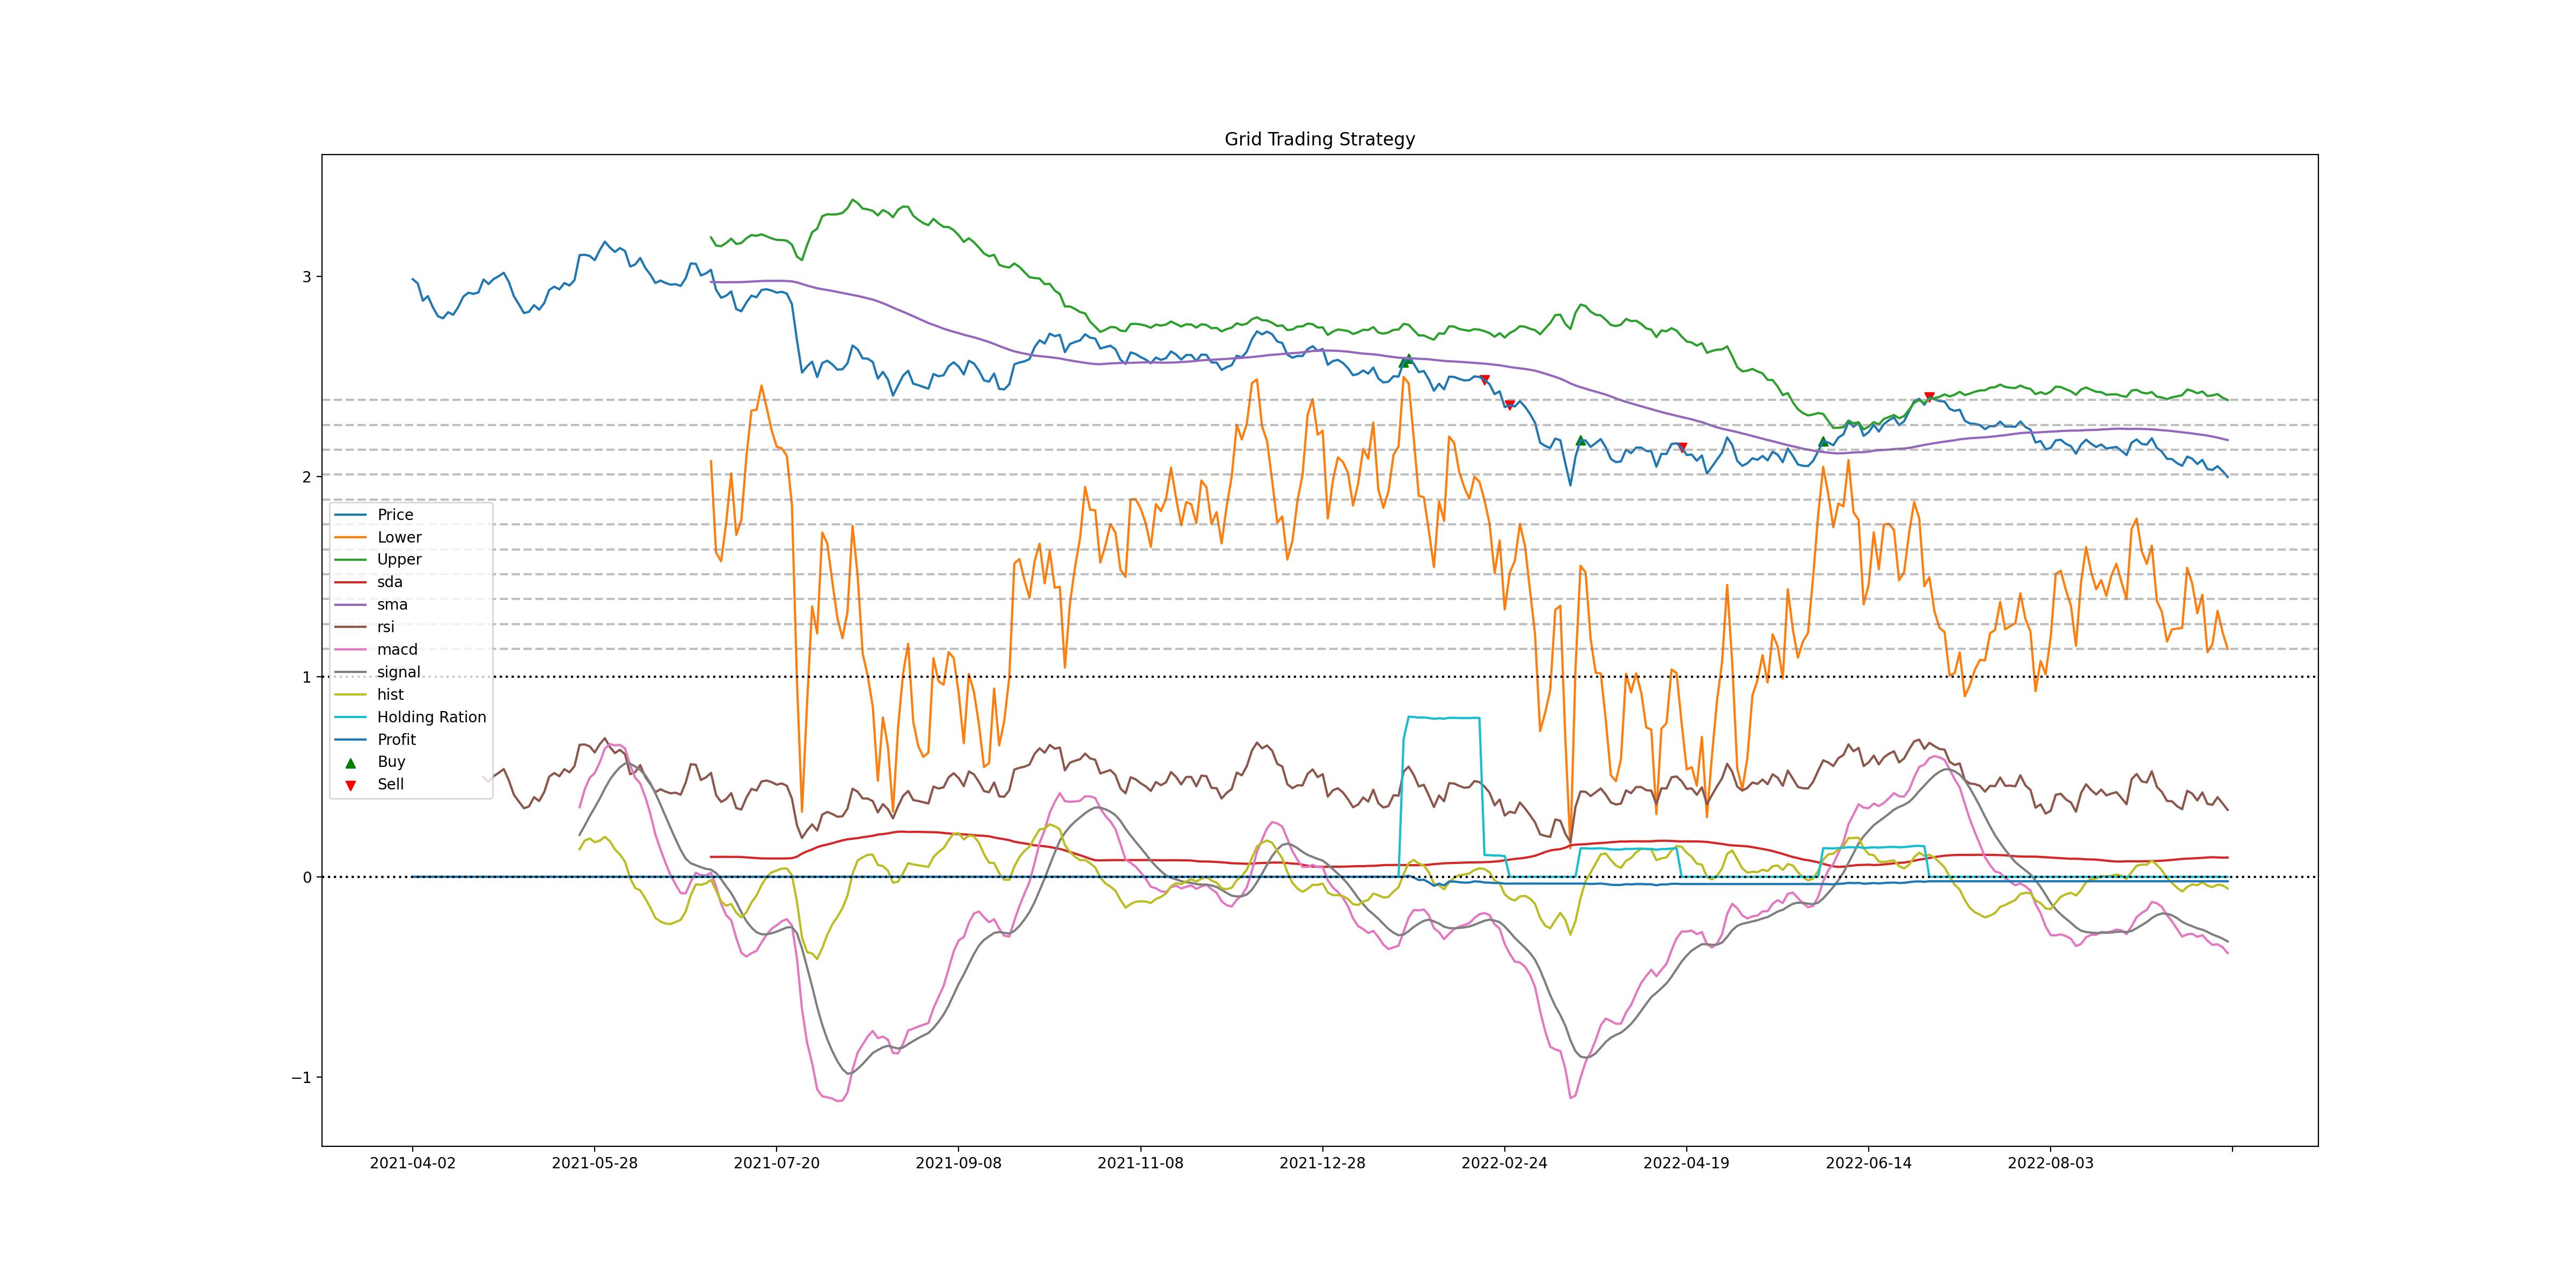 Grid Trading Strategy
3
2
1
0
−1
Price
Lower
Upper
sda
sma
rsi
macd
signal
hist
Holding Ration
Profit
Buy
Sell
2021-04-02 2021-05-28 2021-07-20 2021-09-08 2021-11-08 2021-12-28 2022-02-24 2022-04-19 2022-06-14 2022-08-03